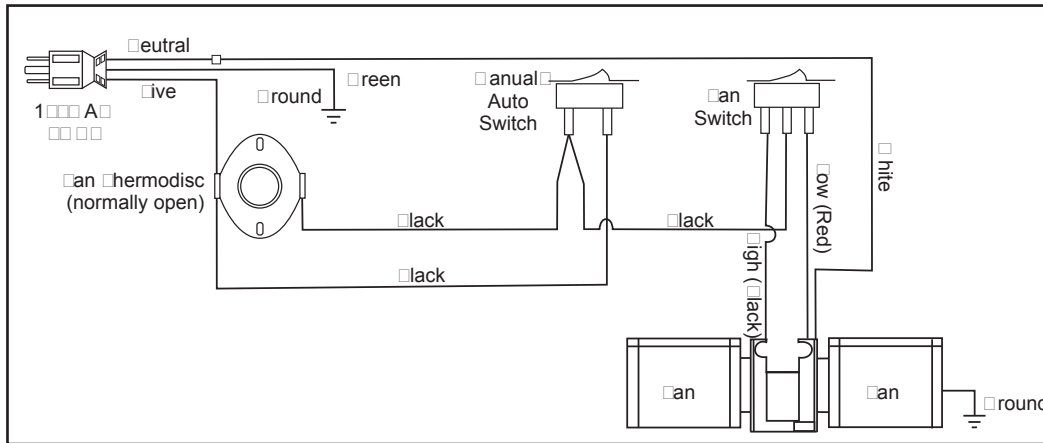 □eutral
□reen
□ive
□round
1□□□ A□
□□ □□
□anual□
Auto
Switch
□an
Switch
□hite
□an □hermodisc
(normally open)
□lack
□lack
□ow (Red)
□igh (□lack)
□lack
□an
□an
□round